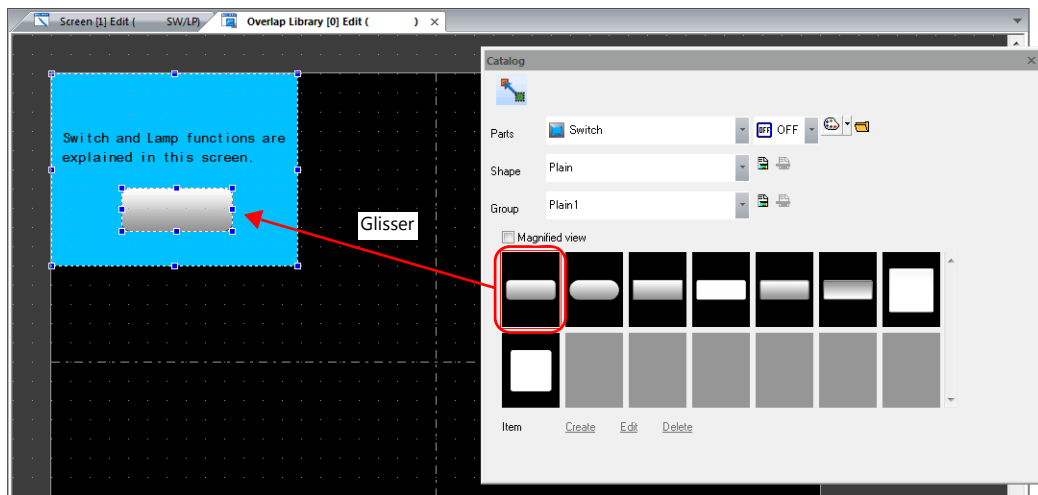 Screen [1] Edit ( SW/LP)
Overlap Library [0] Edit ( )
Catalog
Switch and Lamp functions are
explained in this screen.
Glisser
Parts Switch OFF OFF
Shape Plain
Group Plain1
Magnified view
Item Create Edit Delete